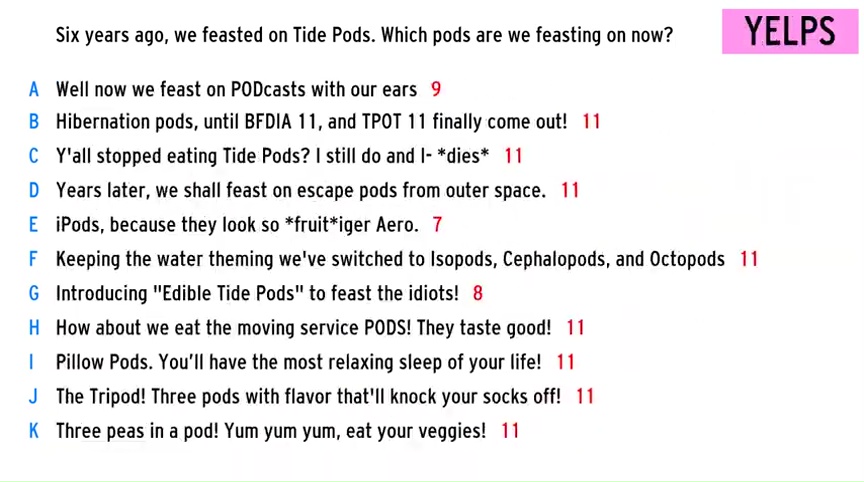 Six years ago, we feasted on Tide Pods. Which pods are we feasting on now?
YELPS
A Well now we feast on PODcasts with our ears 9
B Hibernation pods, until BFDIA 11, and TPOT 11 finally come out! 11
C Y'all stopped eating Tide Pods? I still do and I- *dies* 11
D Years later, we shall feast on escape pods from outer space. 11
E iPods, because they look so *fruit*iger Aero. 7
F Keeping the water theming we've switched to Isopods, Cephalopods, and Octopods 11
G Introducing "Edible Tide Pods" to feast the idiots! 8
H How about we eat the moving service PODS! They taste good! 11
I Pillow Pods. You’ll have the most relaxing sleep of your life! 11
J The Tripod! Three pods with flavor that'll knock your socks off! 11
K Three peas in a pod! Yum yum yum, eat your veggies! 11